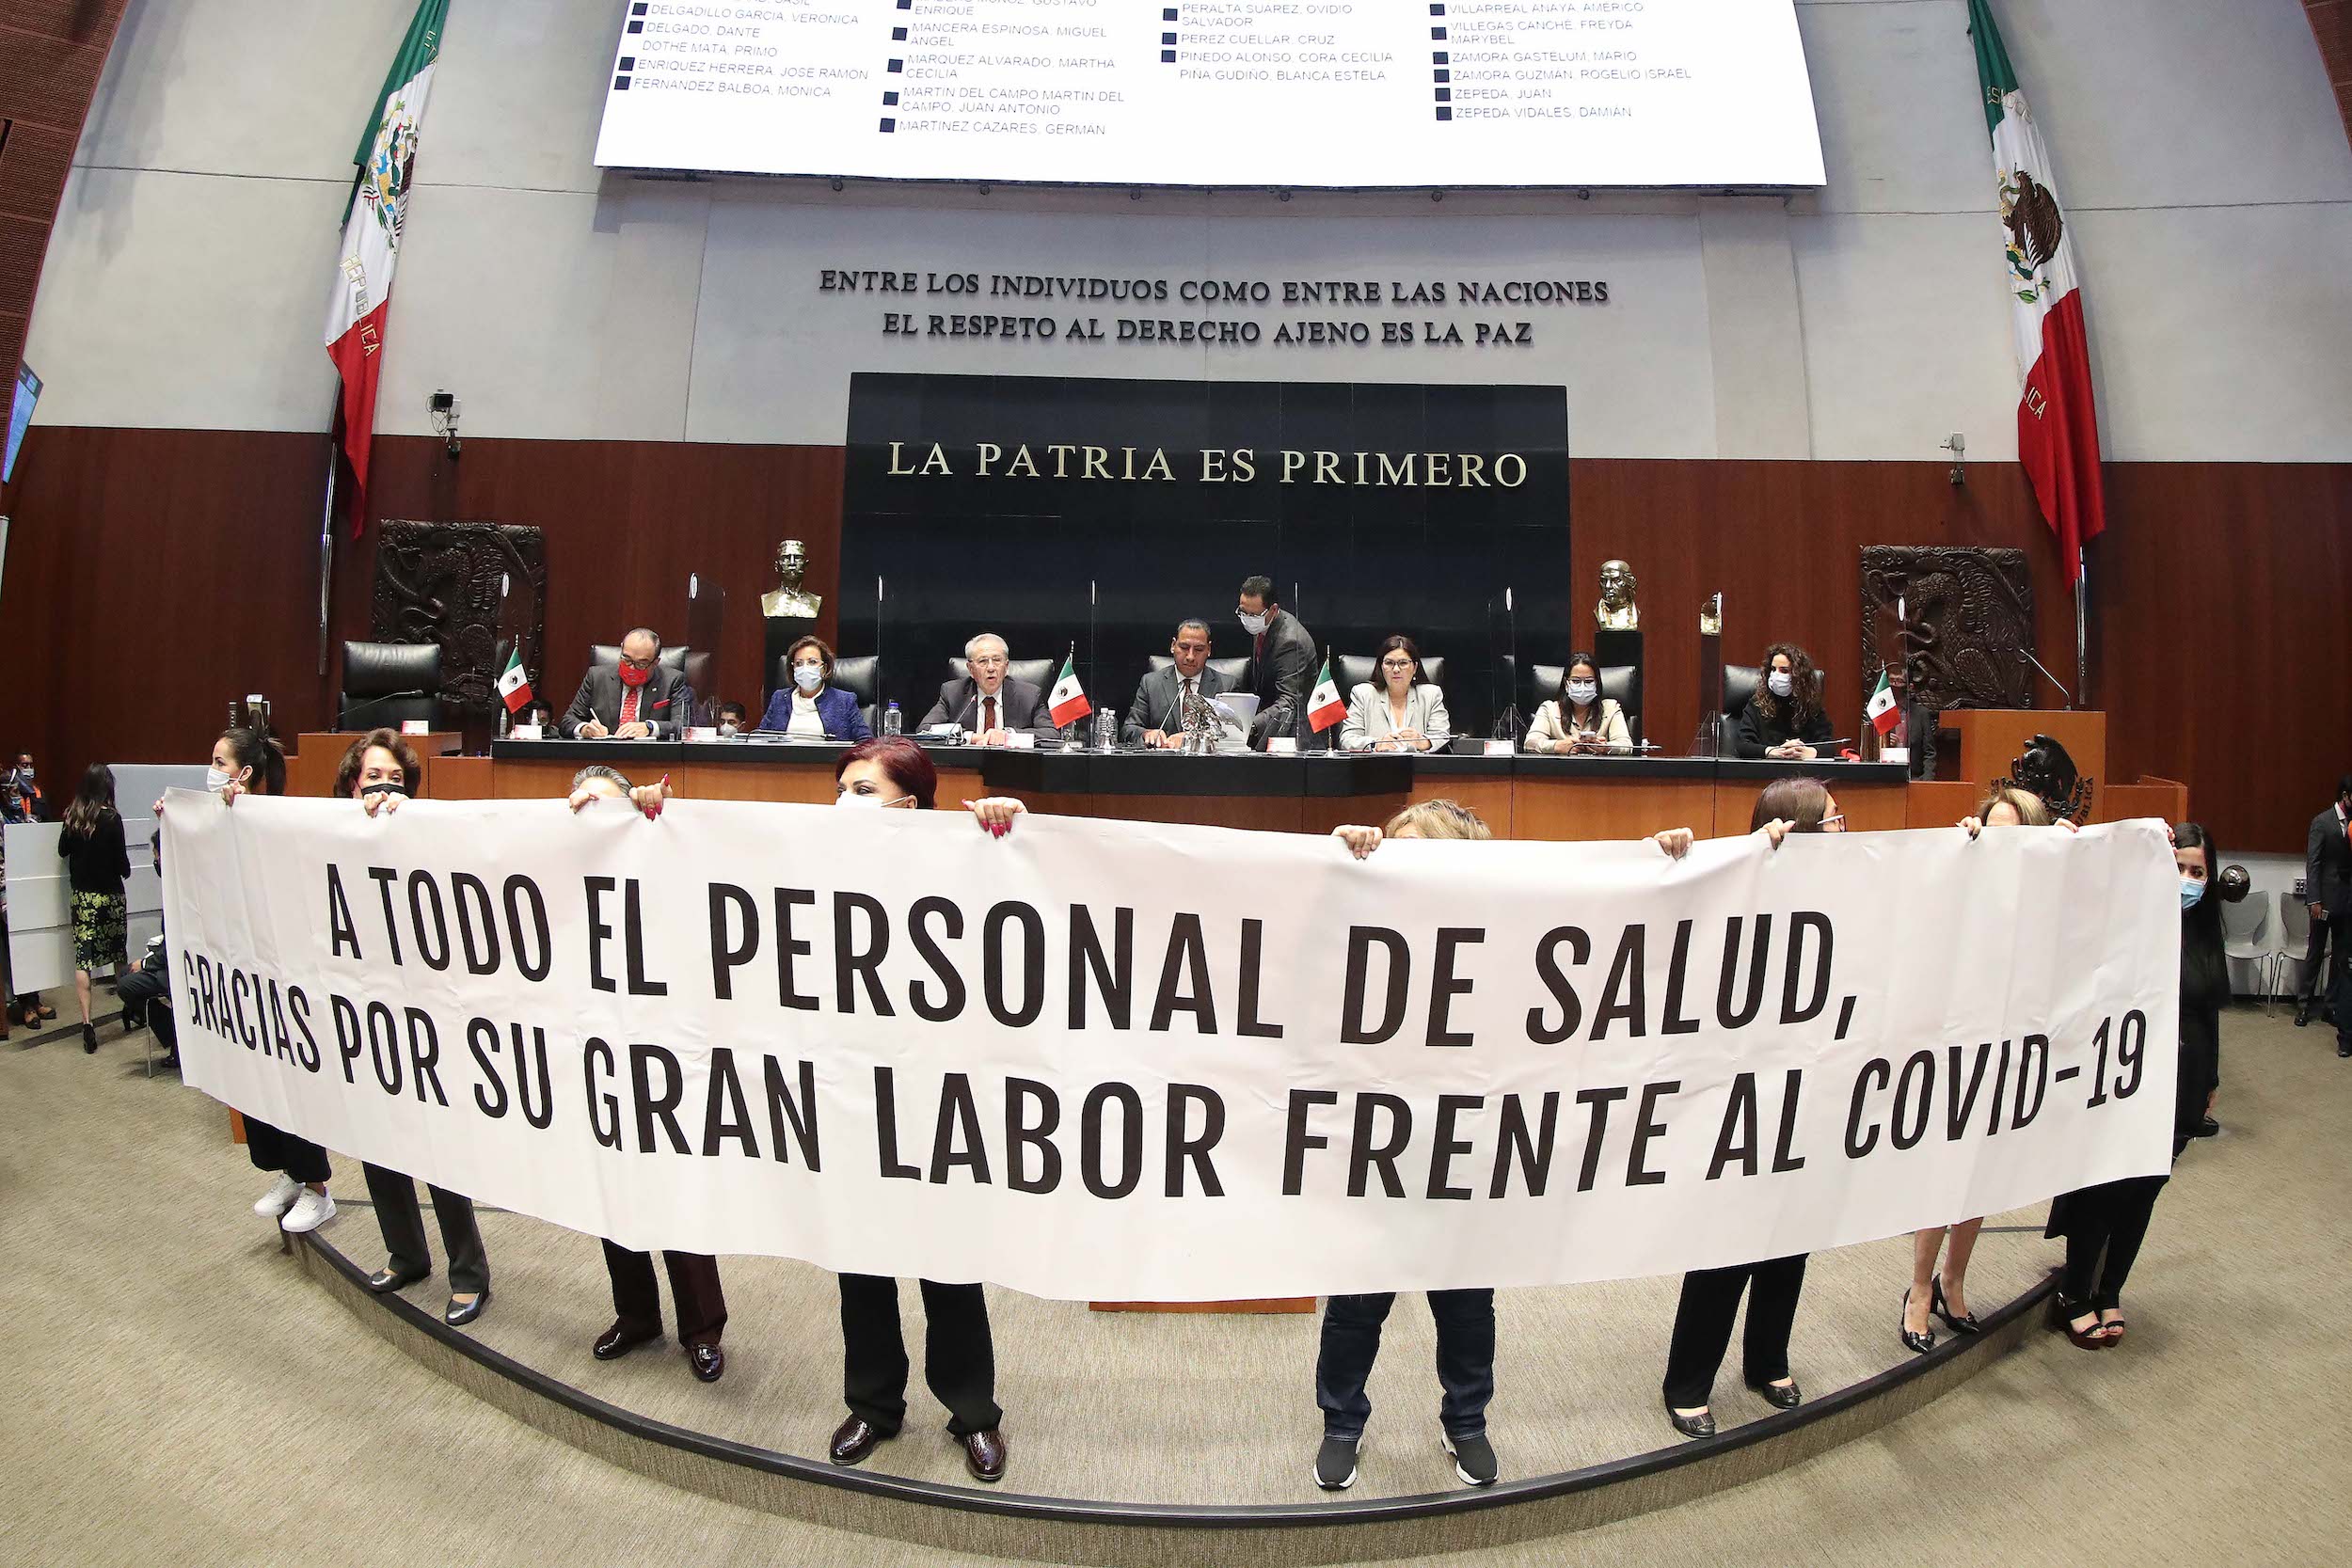 DELGADILLO GARCIA, VERONICA
DELGADO, DANTE
DOTHE MATA, PRIMO
ENRIQUEZ HERRERA, JOSE RAMON
FERNANDEZ BALBOA, MONICA
ENRIQUE
MANCERA ESPINOSA, MIGUEL
ANGEL
MARQUEZ ALVARADO, MARTHA
CECILIA
MARTIN DEL CAMPO MARTIN DEL
CAMPO, JUAN ANTONIO
MARTINEZ CAZARES, GERMAN
PERALTA SUAREZ, OVIDIO
SALVADOR
PEREZ CUELLAR, CRUZ
PINEDO ALONSO, CORA CECILIA
PIÑA GUDIÑO, BLANCA ESTELA
VILLARREAL ANAYA, AMÉRICO
VILLEGAS CANCHÉ, FREYDA
MARYBEL
ZAMORA GASTELUM, MARIO
ZAMORA GUZMÁN, ROGELIO ISRAEL
ZEPEDA, JUAN
ZEPEDA VIDALES, DAMIAN
REPUBLICA
ENTRE LOS INDIVIDUOS COMO ENTRE LAS NACIONES
EL RESPETO AL DERECHO AJENO ES LA PAZ
LA PATRIA ES PRIMERO
A TODO EL PERSONAL DE SALUD,
GRACIAS POR SU GRAN LABOR FRENTE AL COVID-19